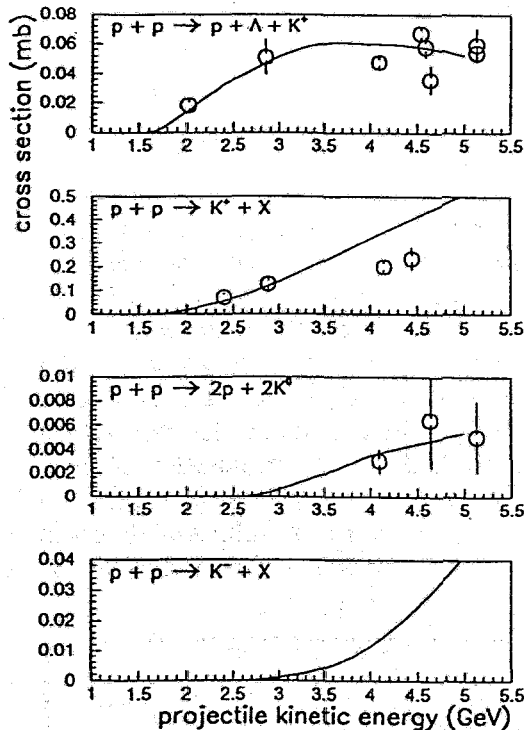 p + p → p + Λ + K⁺
0.08
0.06
0.04
0.02
0
1 1.5 2 2.5 3 3.5 4 4.5 5 5.5
cross section (mb)
p + p → K⁺ + X
0.5
0.4
0.3
0.2
0.1
0
1 1.5 2 2.5 3 3.5 4 4.5 5 5.5
p + p → 2p + 2K⁰
0.01
0.008
0.006
0.004
0.002
0
1 1.5 2 2.5 3 3.5 4 4.5 5 5.5
p + p → K⁻ + X
0.04
0.03
0.02
0.01
0
1 1.5 2 2.5 3 3.5 4 4.5 5 5.5
projectile kinetic energy (GeV)